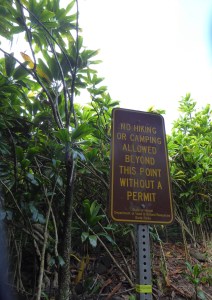 NO HIKING
OR CAMPING
ALLOWED
BEYOND
THIS POINT
WITHOUT A
PERMIT